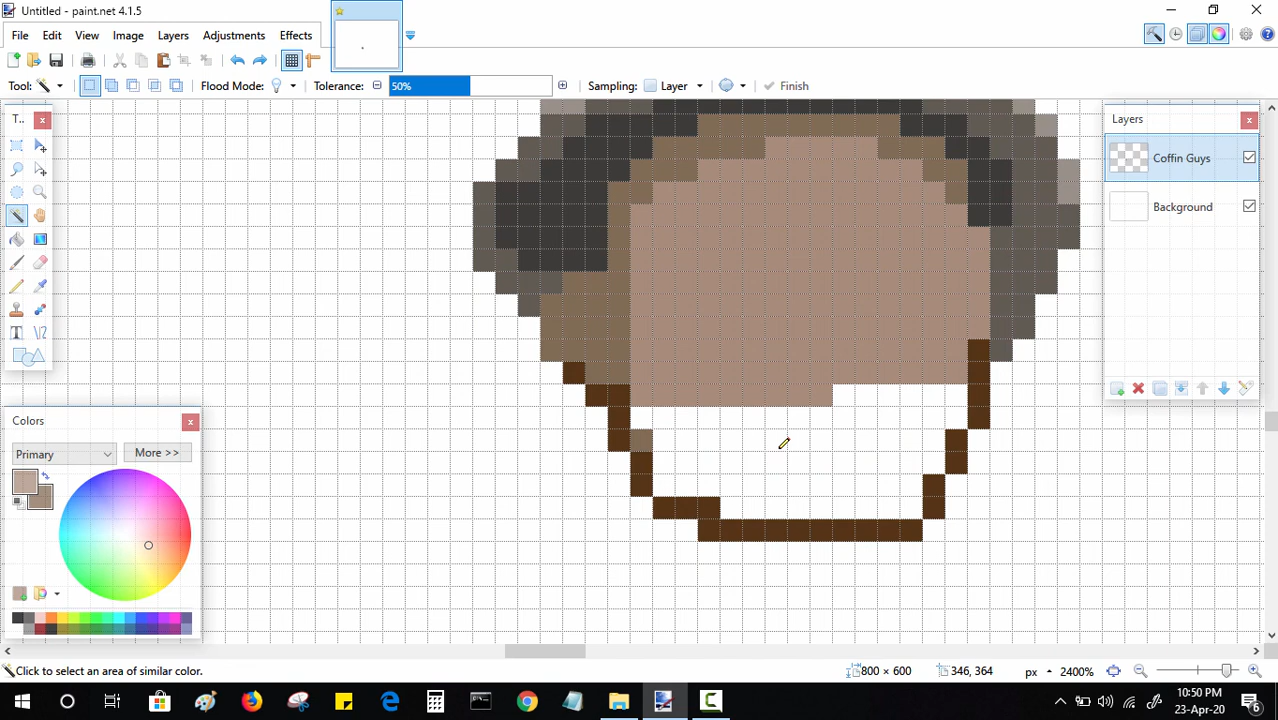 Untitled - paint.net 4.1.5
File Edit View Image Layers Adjustments Effects
Tool: Flood Mode: Tolerance: 50% Sampling: Layer Finish
T..
Layers
Coffin Guys
Background
Colors
Primary More >>
Click to select an area of similar color. 800 × 600 346, 364 px 2400%
10:50 PM
23-Apr-20
6